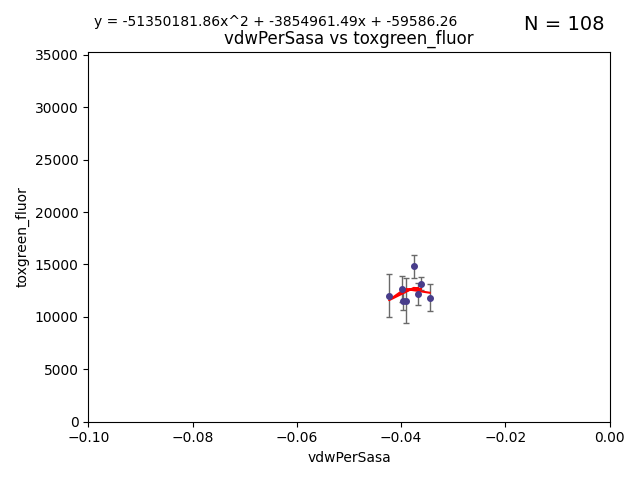 y = -51350181.86x^2 + -3854961.49x + -59586.26
N = 108
vdwPerSasa vs toxgreen_fluor
35000
30000
25000
20000
15000
10000
5000
0
toxgreen_fluor
−0.10
−0.08
−0.06
−0.04
−0.02
0.00
vdwPerSasa